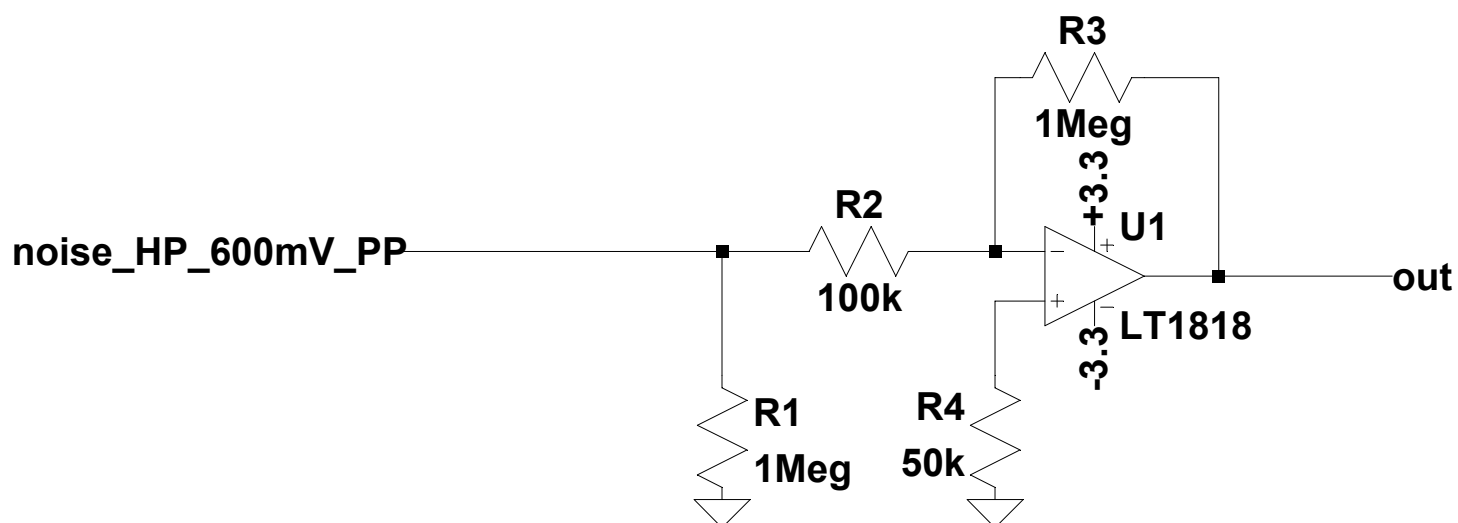 R3
1Meg
+3.3
R2
U1
noise_HP_600mV_PP
100k
out
LT1818
-3.3
R1
1Meg
R4
50k